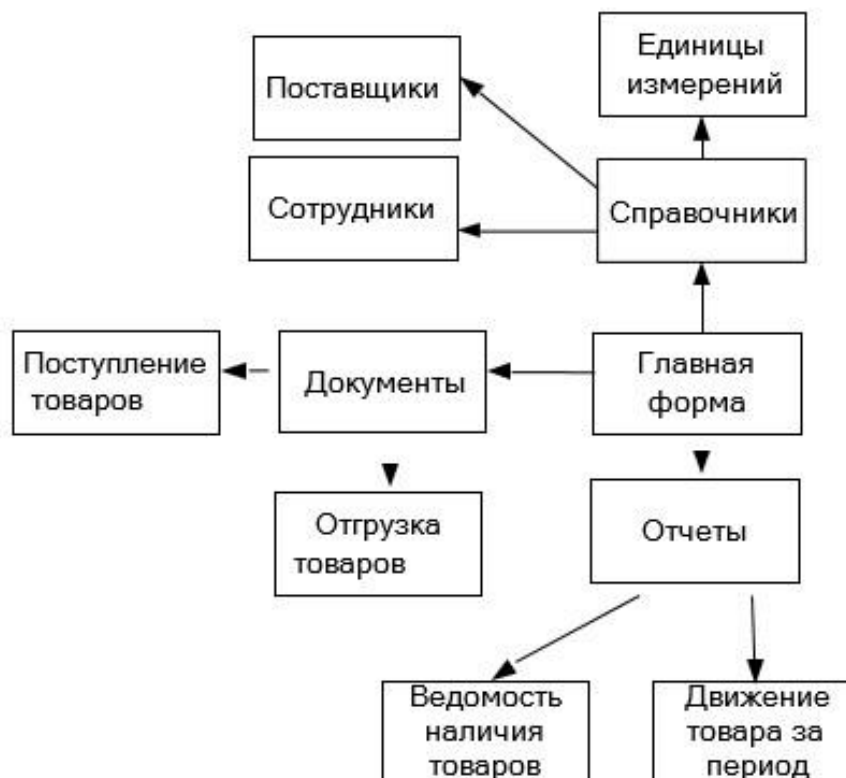 Единицы
измерений
Поставщики
Сотрудники
Справочники
Поступление
товаров
Документы
Главная
форма
Отгрузка
товаров
Отчеты
Ведомость
наличия
товаров
Движение
товара за
период